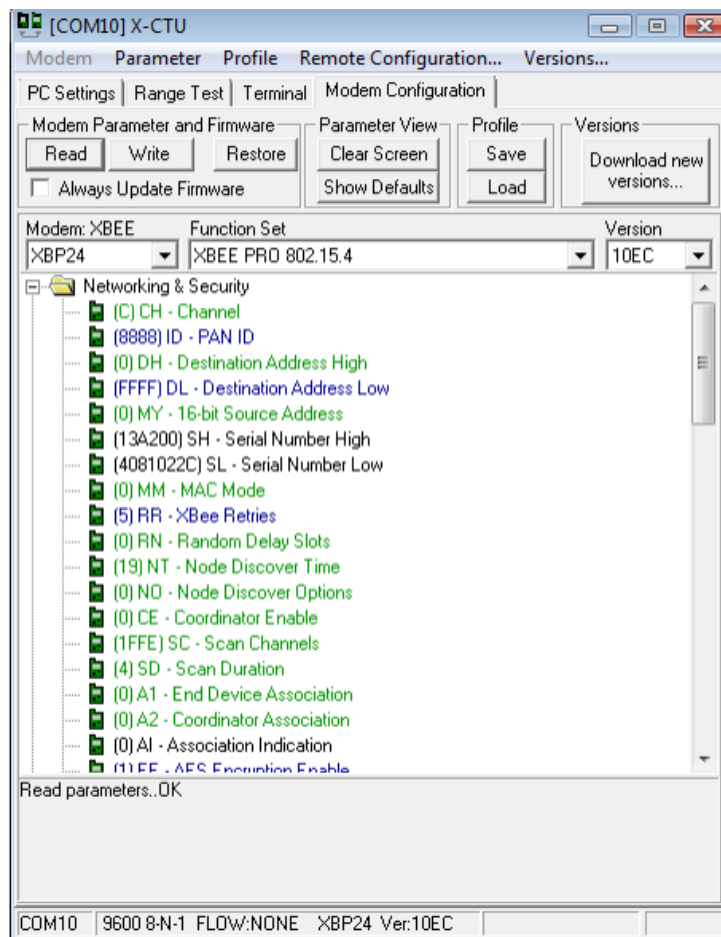 [COM10] X-CTU
Modem Parameter Profile Remote Configuration... Versions...
PC Settings Range Test Terminal Modem Configuration
Modem Parameter and Firmware Parameter View Profile Versions
Read Write Restore Clear Screen Save Download new versions...
Always Update Firmware Show Defaults Load
Modem: XBEE Function Set Version
XBP24 XBEE PRO 802.15.4 10EC
Networking & Security
(C) CH - Channel
(8888) ID - PAN ID
(0) DH - Destination Address High
(FFFF) DL - Destination Address Low
(0) MY - 16-bit Source Address
(13A200) SH - Serial Number High
(4081022C) SL - Serial Number Low
(0) MM - MAC Mode
(5) RR - XBee Retries
(0) RN - Random Delay Slots
(19) NT - Node Discover Time
(0) NO - Node Discover Options
(0) CE - Coordinator Enable
(1FFE) SC - Scan Channels
(4) SD - Scan Duration
(0) A1 - End Device Association
(0) A2 - Coordinator Association
(0) AI - Association Indication
(1) EE - AES Encryption Enable
Read parameters..OK
COM10 9600 8-N-1 FLOW:NONE XBP24 Ver:10EC